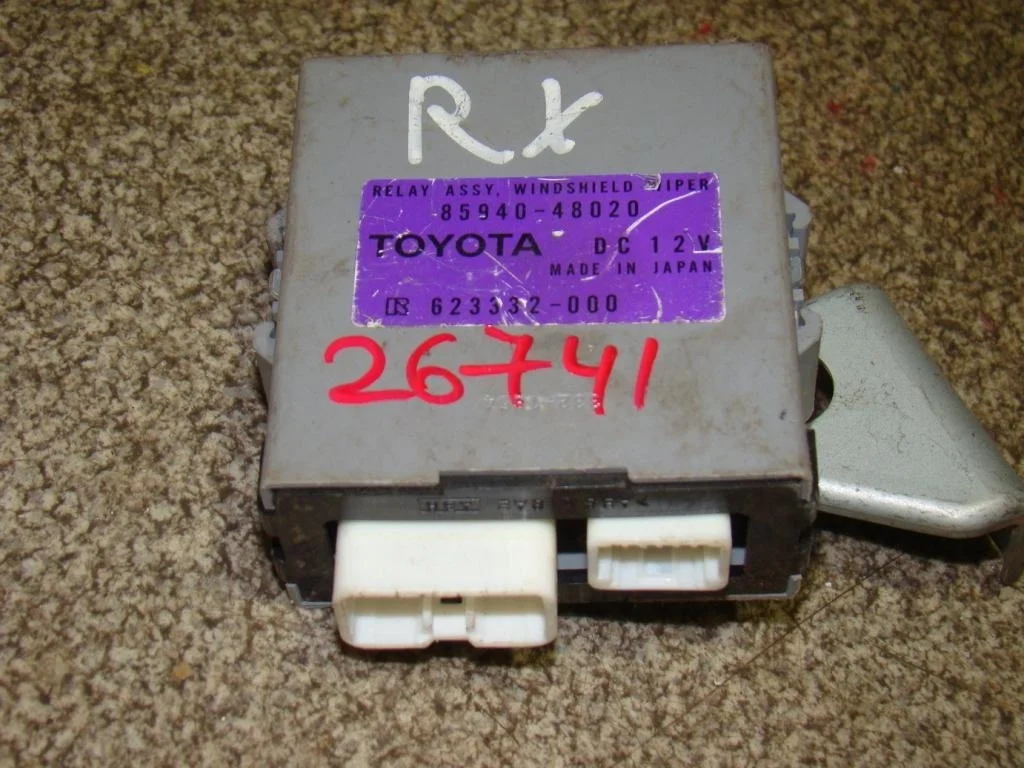 RX
RELAY ASSY, WINDSHIELD WIPER
85940-48020
TOYOTA DC 12V
MADE IN JAPAN
623332-000
26741